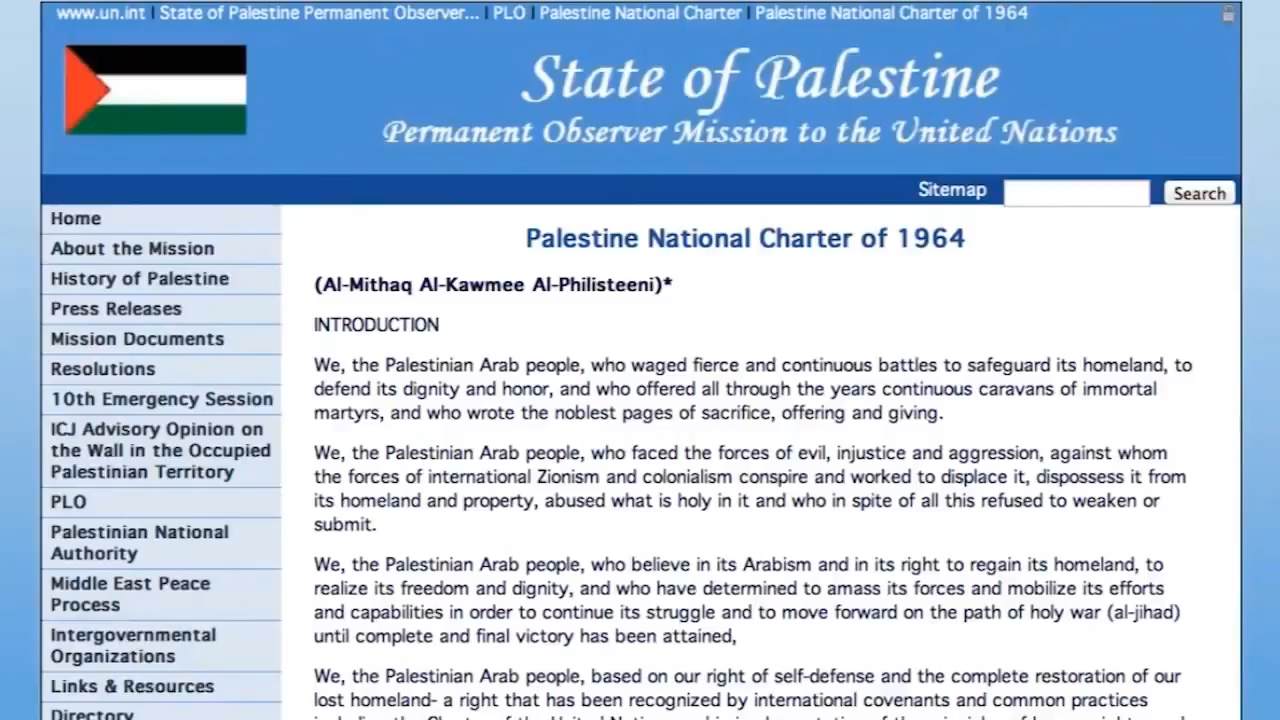 www.un.int | State of Palestine Permanent Observer... | PLO | Palestine National Charter | Palestine National Charter of 1964
State of Palestine
Permanent Observer Mission to the United Nations
Sitemap
Search
Home
About the Mission
History of Palestine
Press Releases
Mission Documents
Resolutions
10th Emergency Session
ICJ Advisory Opinion on
the Wall in the Occupied
Palestinian Territory
PLO
Palestinian National
Authority
Middle East Peace
Process
Intergovernmental
Organizations
Links & Resources
Directory
Palestine National Charter of 1964
(Al-Mithaq Al-Kawmee Al-Philisteeni)*
INTRODUCTION
We, the Palestinian Arab people, who waged fierce and continuous battles to safeguard its homeland, to
defend its dignity and honor, and who offered all through the years continuous caravans of immortal
martyrs, and who wrote the noblest pages of sacrifice, offering and giving.
We, the Palestinian Arab people, who faced the forces of evil, injustice and aggression, against whom
the forces of international Zionism and colonialism conspire and worked to displace it, dispossess it from
its homeland and property, abused what is holy in it and who in spite of all this refused to weaken or
submit.
We, the Palestinian Arab people, who believe in its Arabism and in its right to regain its homeland, to
realize its freedom and dignity, and who have determined to amass its forces and mobilize its efforts
and capabilities in order to continue its struggle and to move forward on the path of holy war (al-jihad)
until complete and final victory has been attained,
We, the Palestinian Arab people, based on our right of self-defense and the complete restoration of our
lost homeland- a right that has been recognized by international covenants and common practices